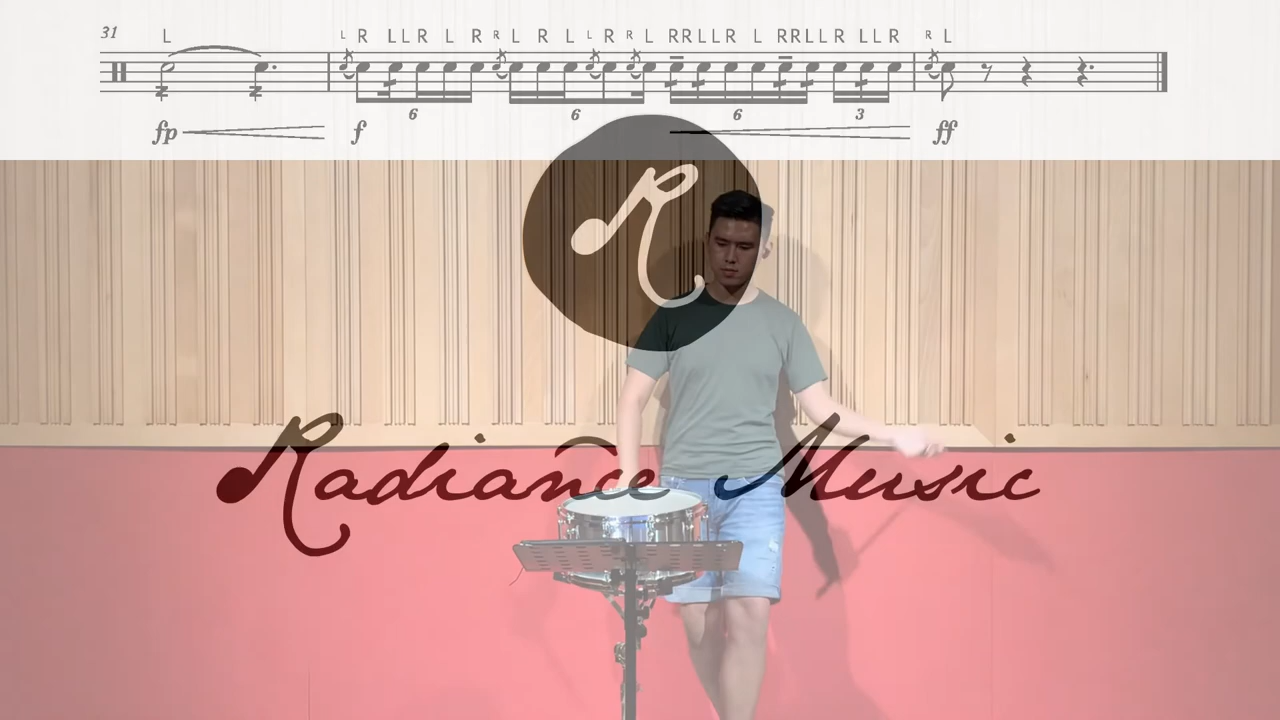 31
L L R LLR L R R L R L L R R L RRLLR L RRLLR LLR R L
6 6 6 3
fp f ff
R
Radiance Music